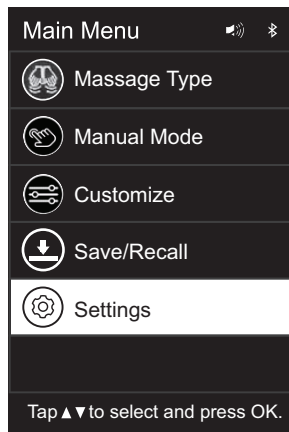 Main Menu
Massage Type
Manual Mode
Customize
Save/Recall
Settings
Tap ▲▼to select and press OK.